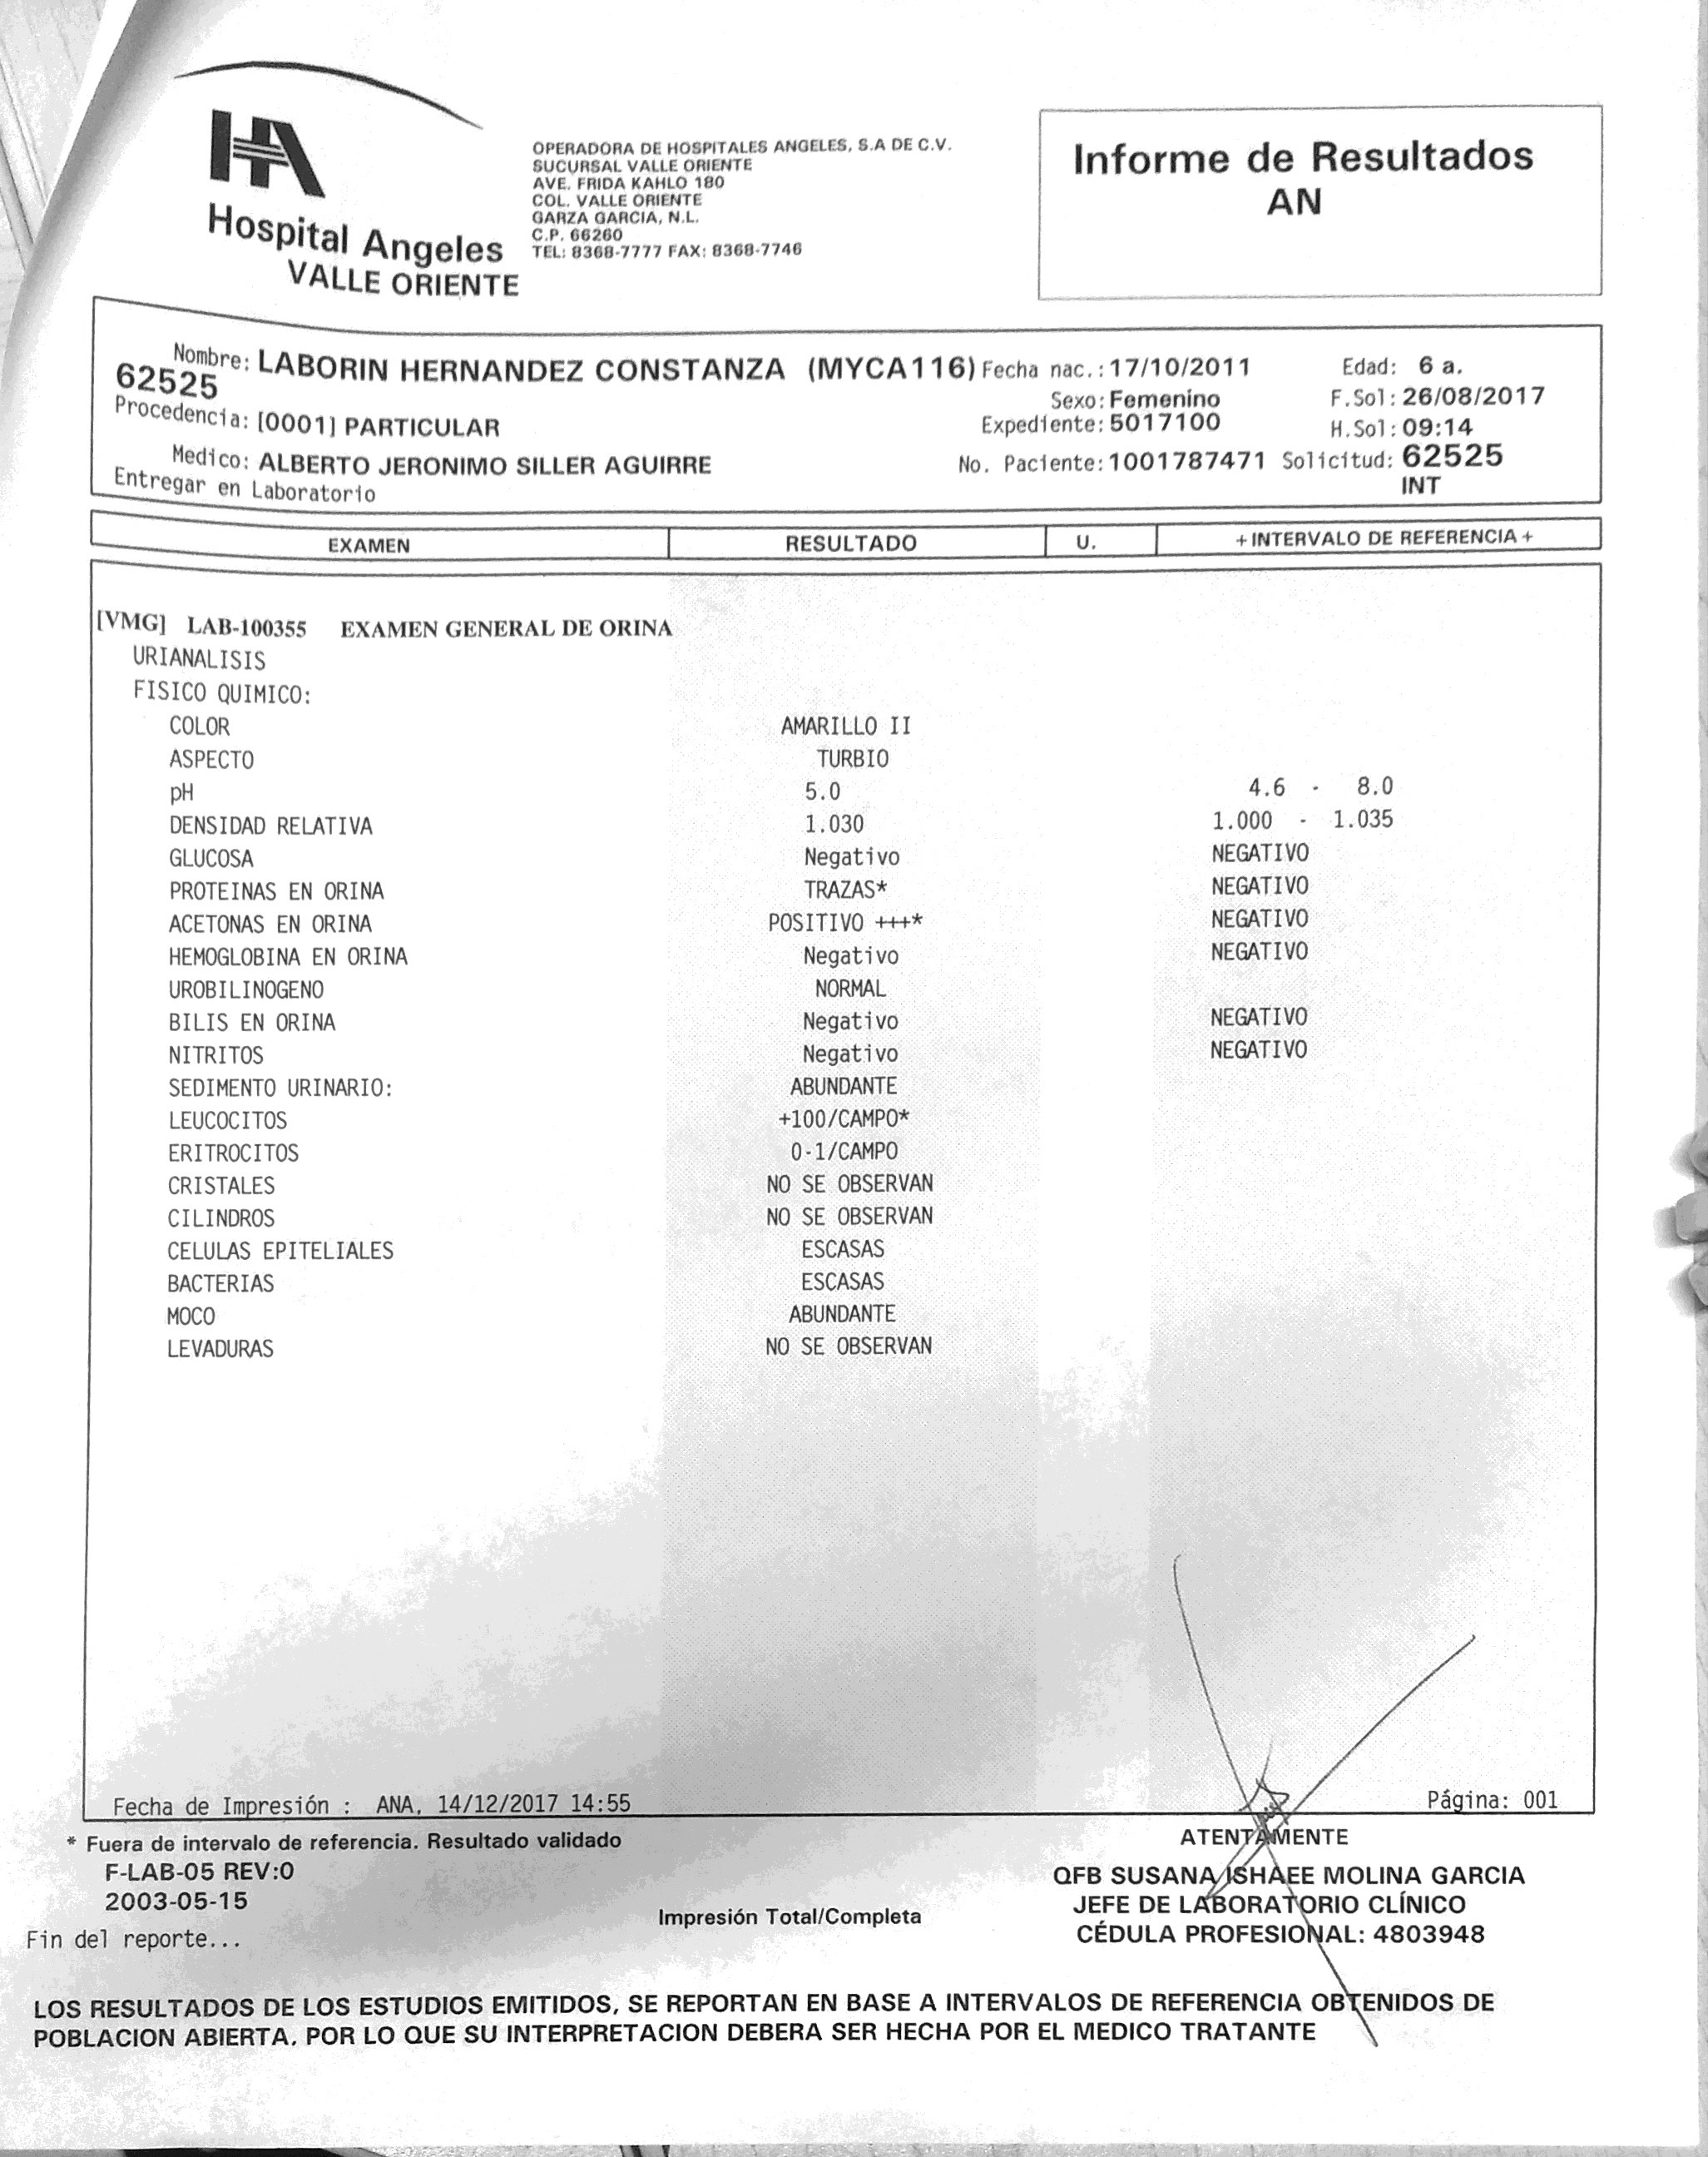 HA
Hospital Angeles
VALLE ORIENTE
OPERADORA DE HOSPITALES ANGELES, S.A DE C.V.
SUCURSAL VALLE ORIENTE
AVE. FRIDA KAHLO 180
COL. VALLE ORIENTE
GARZA GARCIA, N.L.
C.P. 66260
TEL: 8368-7777 FAX: 8368-7746
Informe de Resultados
AN
Nombre: LABORIN HERNANDEZ CONSTANZA (MYCA116) Fecha nac.: 17/10/2011 Edad: 6 a.
62525 Sexo: Femenino F.Sol: 26/08/2017
Procedencia: [0001] PARTICULAR Expediente: 5017100 H.Sol: 09:14
Medico: ALBERTO JERONIMO SILLER AGUIRRE No. Paciente: 1001787471 Solicitud: 62525
Entregar en Laboratorio INT
EXAMEN RESULTADO U. +INTERVALO DE REFERENCIA+
[VMG] LAB-100355 EXAMEN GENERAL DE ORINA
URIANALISIS
FISICO QUIMICO:
COLOR AMARILLO II
ASPECTO TURBIO
pH 5.0 4.6 - 8.0
DENSIDAD RELATIVA 1.030 1.000 - 1.035
GLUCOSA Negativo NEGATIVO
PROTEINAS EN ORINA TRAZAS* NEGATIVO
ACETONAS EN ORINA POSITIVO +++* NEGATIVO
HEMOGLOBINA EN ORINA Negativo NEGATIVO
UROBILINOGENO NORMAL
BILIS EN ORINA Negativo NEGATIVO
NITRITOS Negativo NEGATIVO
SEDIMENTO URINARIO: ABUNDANTE
LEUCOCITOS +100/CAMPO*
ERITROCITOS 0-1/CAMPO
CRISTALES NO SE OBSERVAN
CILINDROS NO SE OBSERVAN
CELULAS EPITELIALES ESCASAS
BACTERIAS ESCASAS
MOCO ABUNDANTE
LEVADURAS NO SE OBSERVAN
Fecha de Impresión : ANA, 14/12/2017 14:55 Página: 001
* Fuera de intervalo de referencia. Resultado validado ATENTAMENTE
F-LAB-05 REV:0 QFB SUSANA ISHAEE MOLINA GARCIA
2003-05-15 JEFE DE LABORATORIO CLÍNICO
Impresión Total/Completa
Fin del reporte... CÉDULA PROFESIONAL: 4803948
LOS RESULTADOS DE LOS ESTUDIOS EMITIDOS, SE REPORTAN EN BASE A INTERVALOS DE REFERENCIA OBTENIDOS DE
POBLACION ABIERTA. POR LO QUE SU INTERPRETACION DEBERA SER HECHA POR EL MEDICO TRATANTE